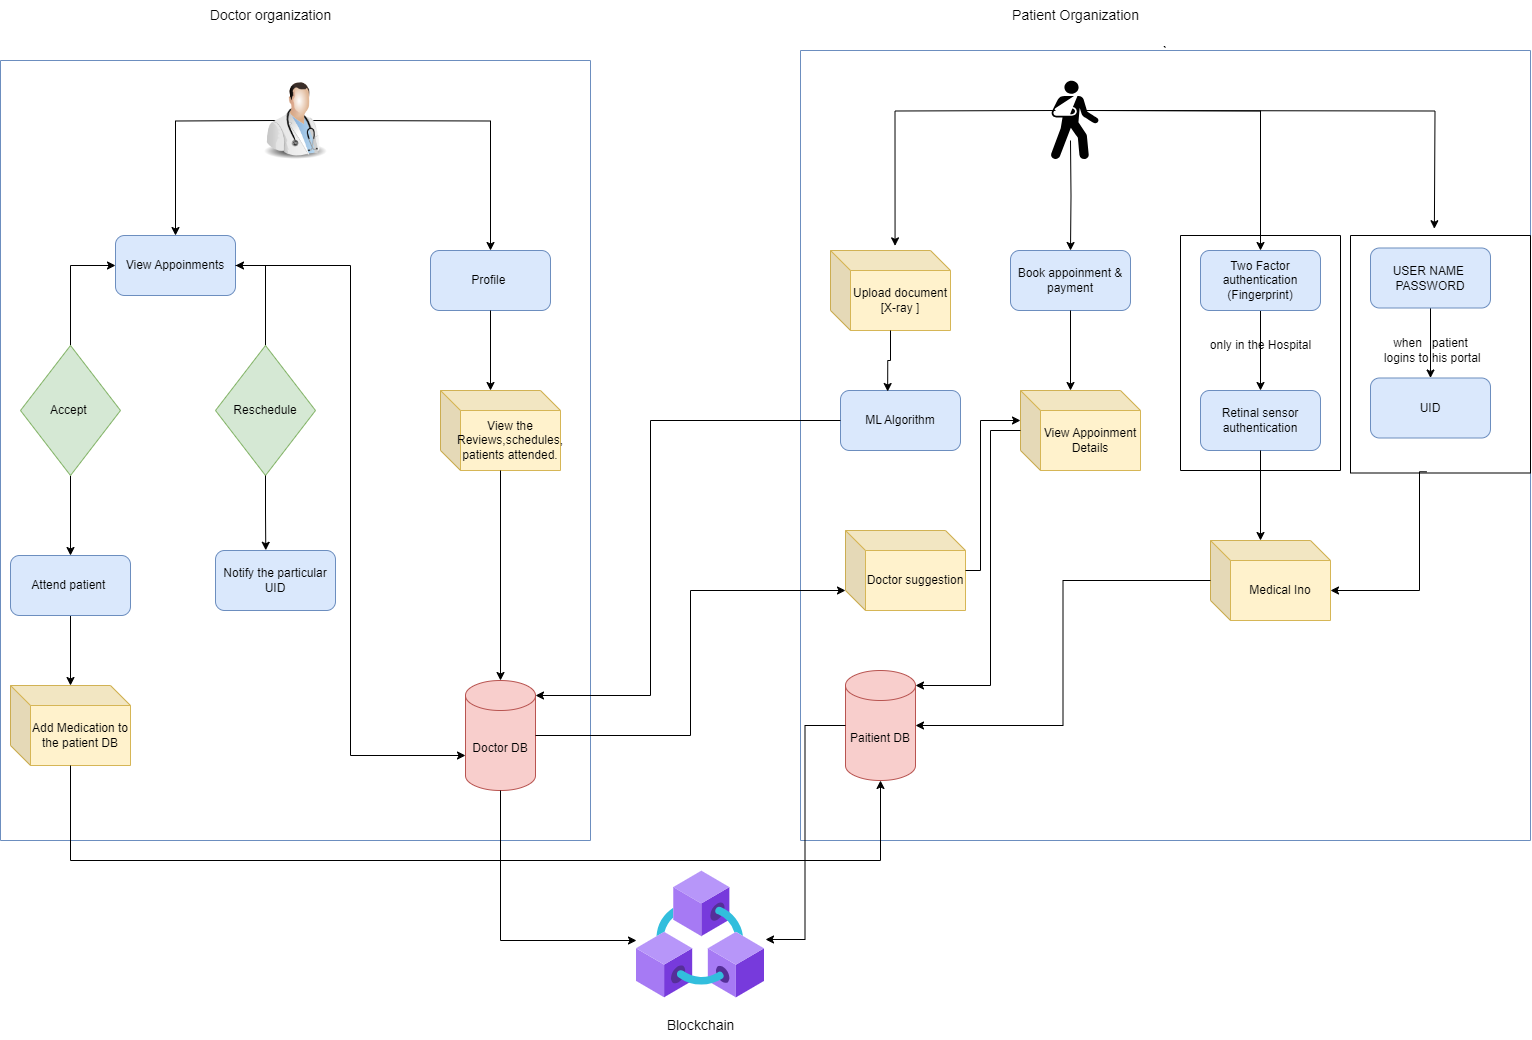 Doctor organization
Patient Organization
`
View Appoinments
Profile
Upload document
[X-ray ]
Book appoinment &
payment
Two Factor
authentication
(Fingerprint)
USER NAME
PASSWORD
only in the Hospital
when patient
logins to his portal
Accept
Reschedule
View the
Reviews,schedules,
patients attended.
ML Algorithm
View Appoinment
Details
Retinal sensor
authentication
UID
Attend patient
Notify the particular
UID
Doctor suggestion
Medical Ino
Add Medication to
the patient DB
Doctor DB
Paitient DB
Blockchain